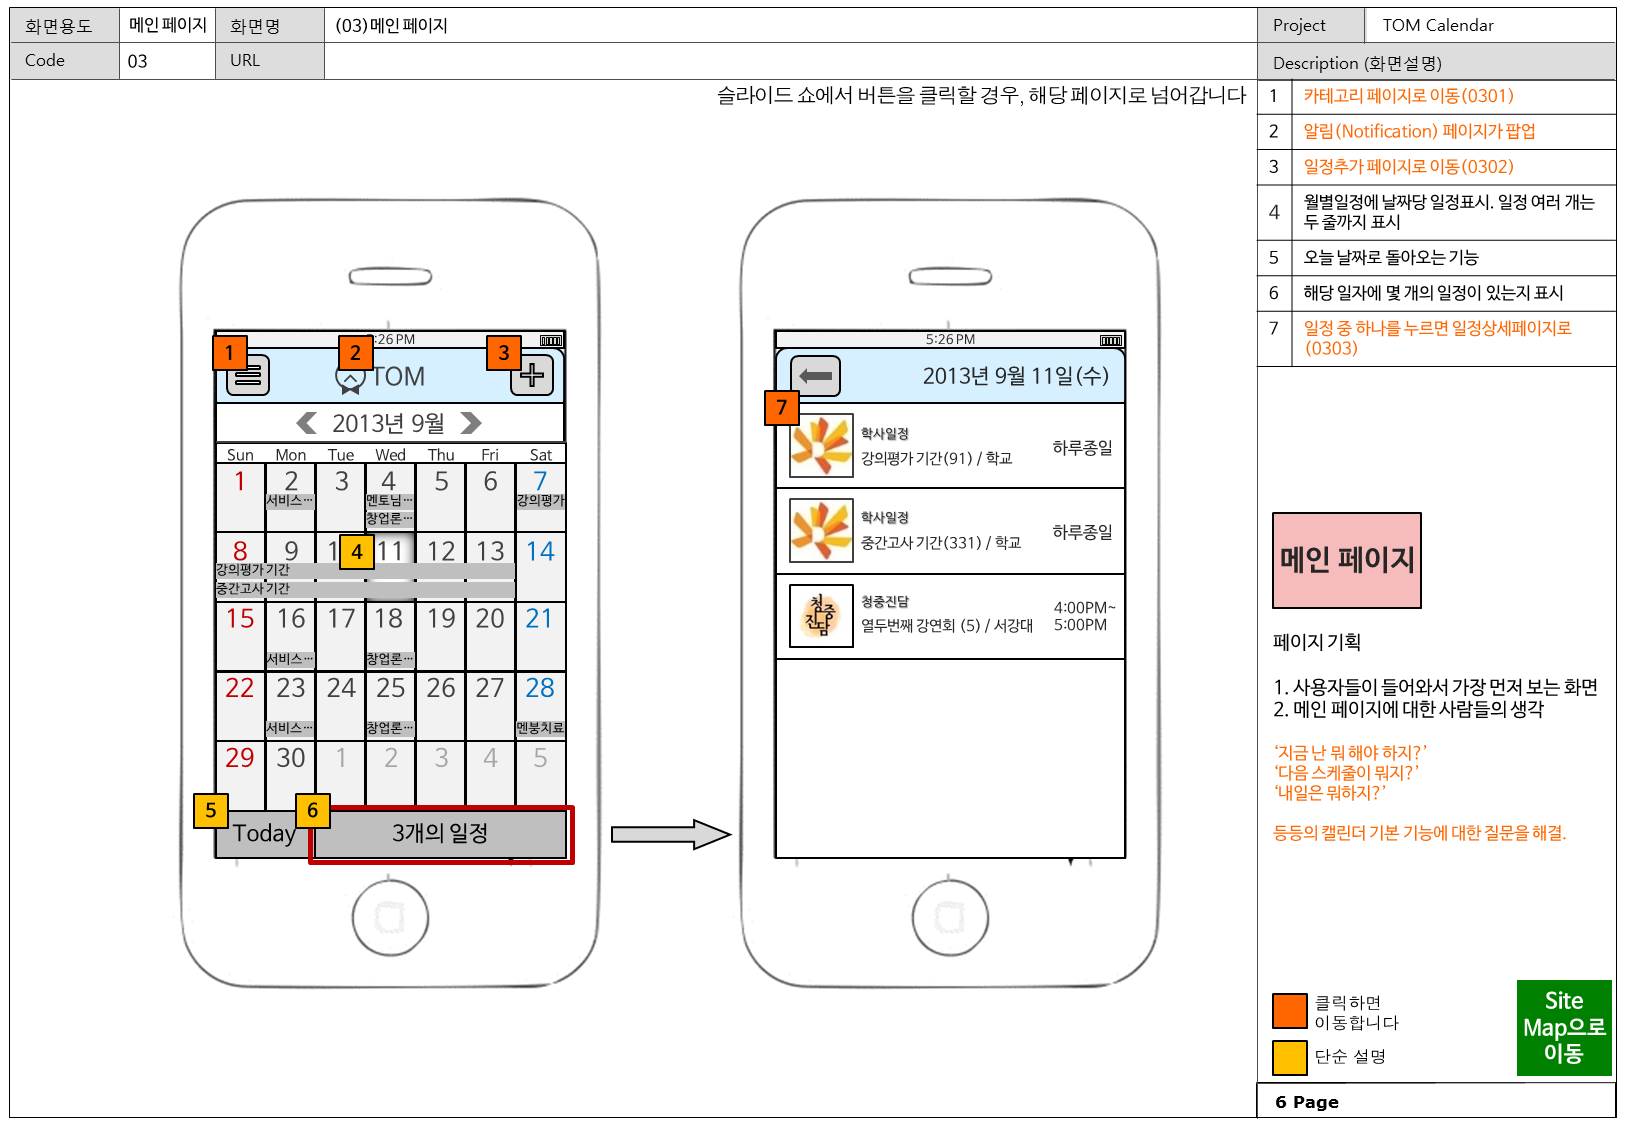 화면용도 메인 페이지 화면명 (03)메인 페이지 Project TOM Calendar
Code 03 URL Description (화면설명)
슬라이드 쇼에서 버튼을 클릭할 경우, 해당 페이지로 넘어갑니다
1 카테고리 페이지로 이동(0301)
2 알림(Notification) 페이지가 팝업
3 일정추가 페이지로 이동(0302)
4 월별일정에 날짜당 일정표시. 일정 여러 개는
두 줄까지 표시
5 오늘 날짜로 돌아오는 기능
6 해당 일자에 몇 개의 일정이 있는지 표시
7 일정 중 하나를 누르면 일정상세페이지로
(0303)
:26 PM
1 2 3
TOM
2013년 9월
Sun Mon Tue Wed Thu Fri Sat
1 2 3 4 5 6 7
서비스… 멘토님… 강의평가
창업론…
8 9 1 4 11 12 13 14
강의평가 기간
중간고사 기간
15 16 17 18 19 20 21
서비스… 창업론…
22 23 24 25 26 27 28
서비스… 창업론… 멘붕치료
29 30 1 2 3 4 5
5 6
Today 3개의 일정
5:26 PM
2013년 9월 11일(수)
7
학사일정
강의평가 기간(91) / 학교 하루종일
학사일정
중간고사 기간(331) / 학교 하루종일
청중진담
청중진담
열두번째 강연회 (5) / 서강대
4:00PM~
5:00PM
메인 페이지
페이지 기획
1. 사용자들이 들어와서 가장 먼저 보는 화면
2. 메인 페이지에 대한 사람들의 생각
‘지금 난 뭐 해야 하지?’
‘다음 스케줄이 뭐지?’
‘내일은 뭐하지?’
등등의 캘린더 기본 기능에 대한 질문을 해결.
클릭하면
이동합니다
단순 설명
Site
Map으로
이동
6 Page